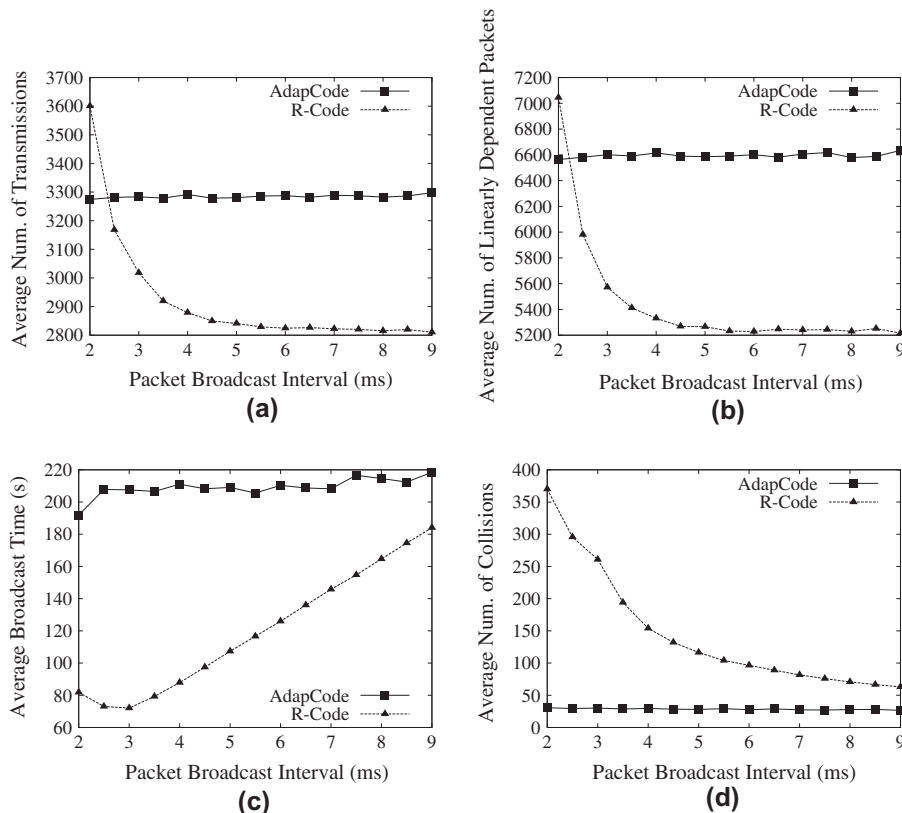 Average Num. of Transmissions
3700
3600
3500
3400
3300
3200
3100
3000
2900
2800
2 3 4 5 6 7 8 9
AdapCode
R-Code
Packet Broadcast Interval (ms)
(a)
Average Num. of Linearly Dependent Packets
7200
7000
6800
6600
6400
6200
6000
5800
5600
5400
5200
2 3 4 5 6 7 8 9
AdapCode
R-Code
Packet Broadcast Interval (ms)
(b)
Average Broadcast Time (s)
220
200
180
160
140
120
100
80
60
2 3 4 5 6 7 8 9
AdapCode
R-Code
Packet Broadcast Interval (ms)
(c)
Average Num. of Collisions
400
350
300
250
200
150
100
50
0
2 3 4 5 6 7 8 9
AdapCode
R-Code
Packet Broadcast Interval (ms)
(d)